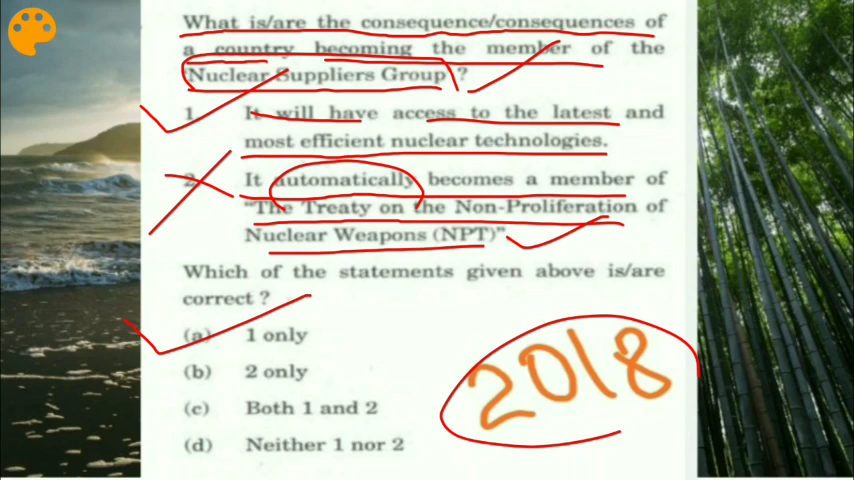 What is/are the consequence/consequences of
a country becoming the member of the
'Nuclear Suppliers Group' ?
1. It will have access to the latest and
most efficient nuclear technologies.
2. It automatically becomes a member of
"The Treaty on the Non-Proliferation of
Nuclear Weapons (NPT)"
Which of the statements given above is/are
correct ?
(a) 1 only
(b) 2 only
(c) Both 1 and 2
(d) Neither 1 nor 2
2018